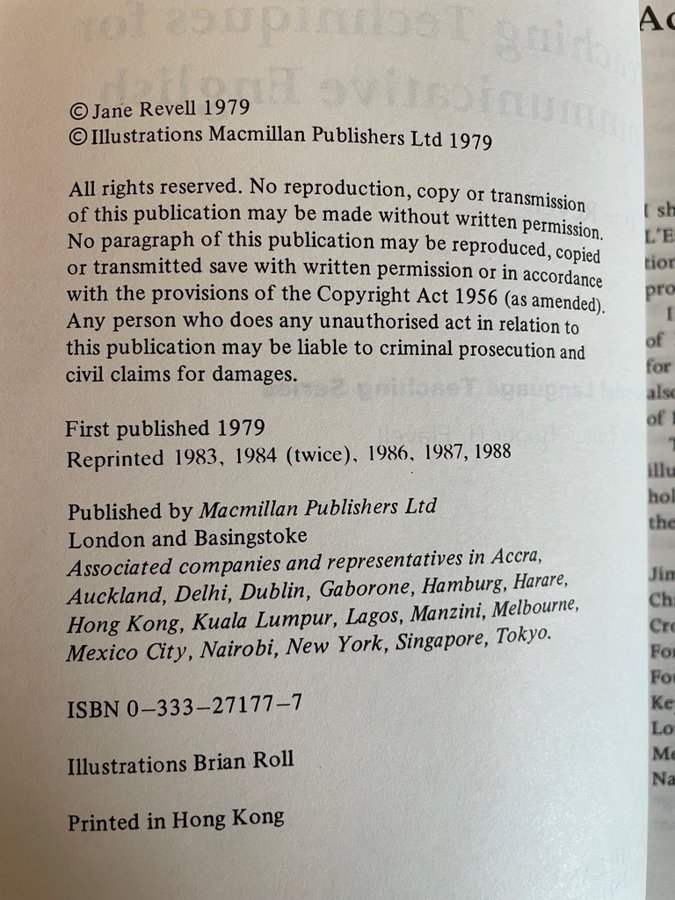 © Jane Revell 1979
© Illustrations Macmillan Publishers Ltd 1979
All rights reserved. No reproduction, copy or transmission
of this publication may be made without written permission.
No paragraph of this publication may be reproduced, copied
or transmitted save with written permission or in accordance
with the provisions of the Copyright Act 1956 (as amended).
Any person who does any unauthorised act in relation to
this publication may be liable to criminal prosecution and
civil claims for damages.
First published 1979
Reprinted 1983, 1984 (twice), 1986, 1987, 1988
Published by Macmillan Publishers Ltd
London and Basingstoke
Associated companies and representatives in Accra,
Auckland, Delhi, Dublin, Gaborone, Hamburg, Harare,
Hong Kong, Kuala Lumpur, Lagos, Manzini, Melbourne,
Mexico City, Nairobi, New York, Singapore, Tokyo.
ISBN 0–333–27177–7
Illustrations Brian Roll
Printed in Hong Kong